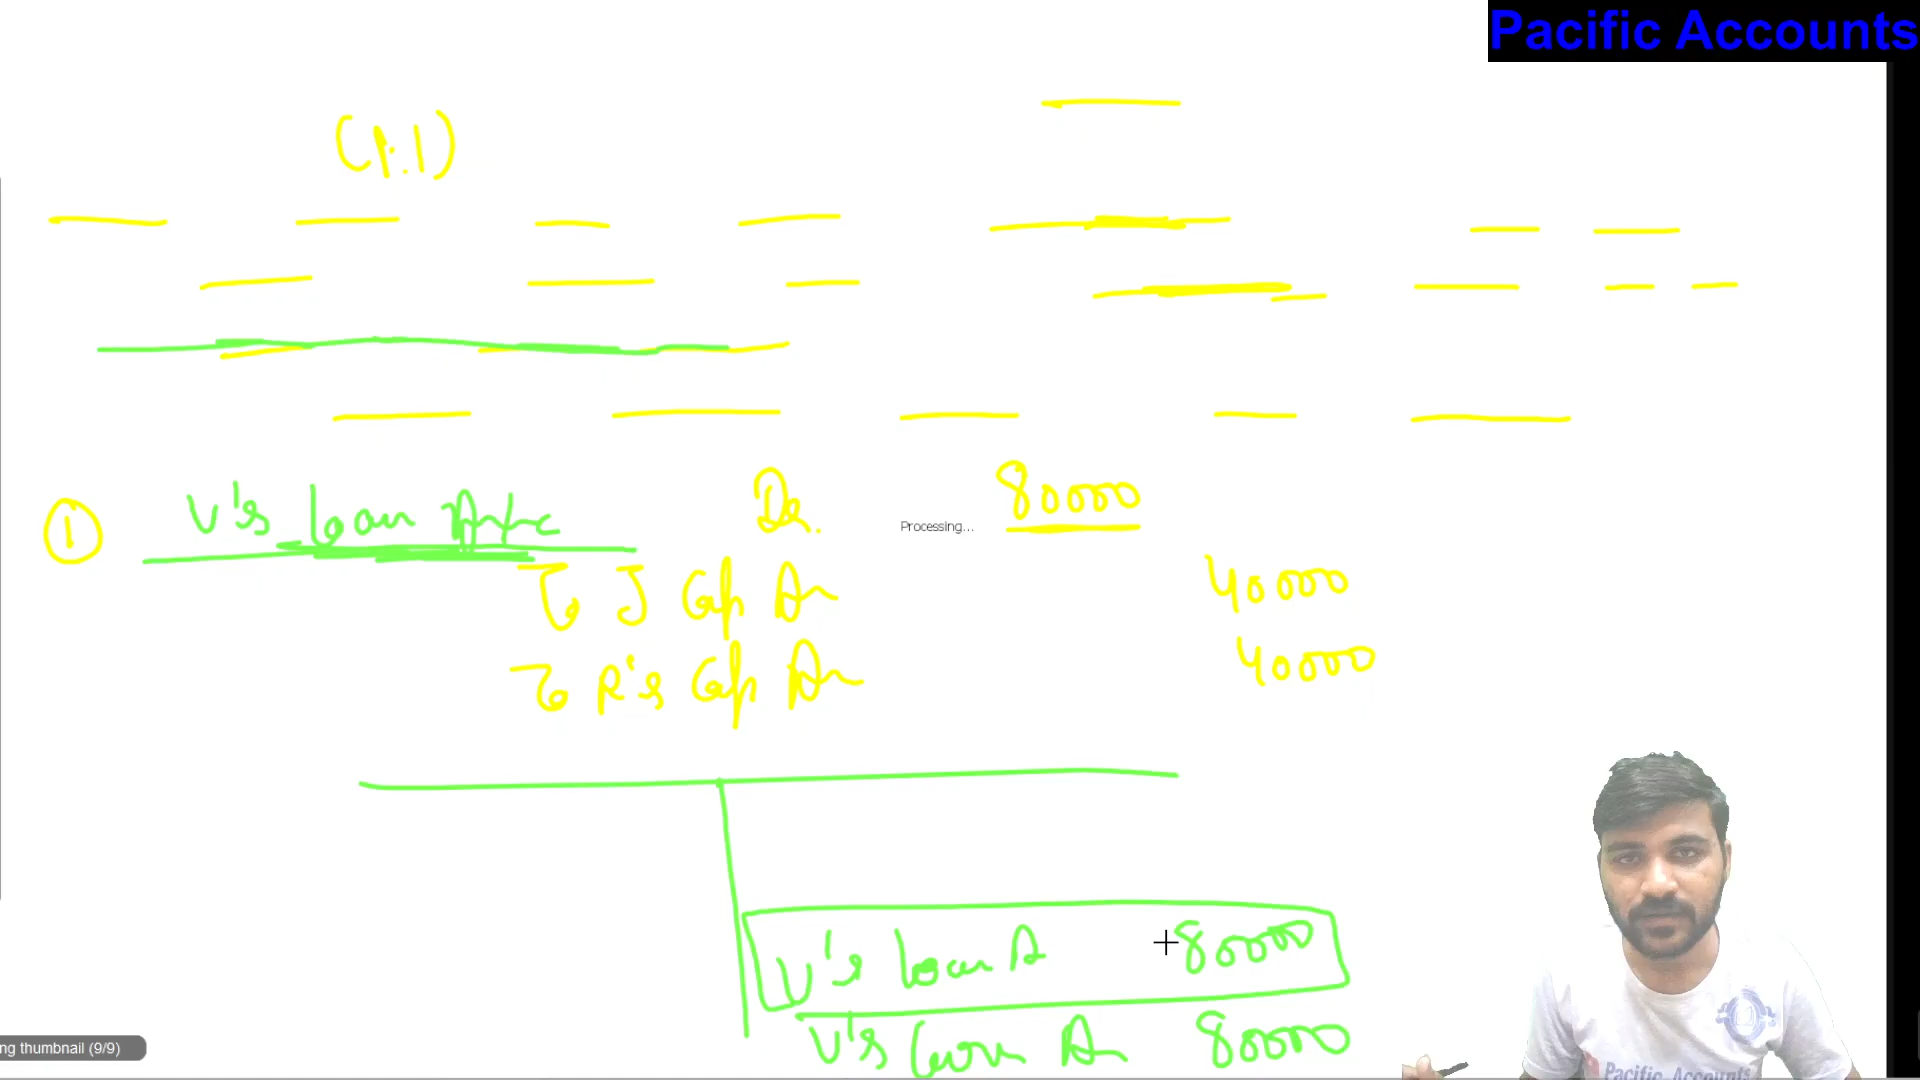 Pacific Accounts
(1:1)
① V's loan A/c Dr. 80000
Processing...
To J Cap A/c 40000
To R's Cap A/c 40000
V's loan A 80000
V's loan A/c 80000
ng thumbnail (9/9)
Pacific Accounts